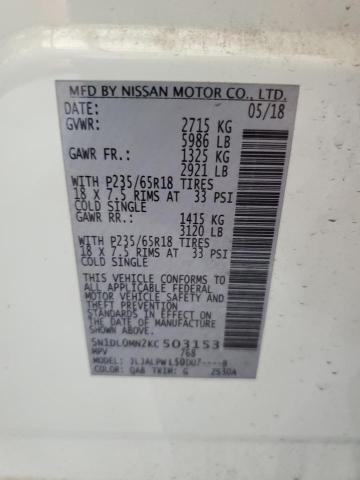 MFD BY NISSAN MOTOR CO., LTD.
DATE: 05/18
GVWR: 2715 KG
5986 LB
GAWR FR.: 1325 KG
2921 LB
WITH P235/65R18 TIRES
18 X 7.5 RIMS AT 33 PSI
COLD SINGLE
GAWR RR.: 1415 KG
3120 LB
WITH P235/65R18 TIRES
18 X 7.5 RIMS AT 33 PSI
COLD SINGLE
THIS VEHICLE CONFORMS TO
ALL APPLICABLE FEDERAL
MOTOR VEHICLE SAFETY AND
THEFT PREVENTION
STANDARDS IN EFFECT ON
THE DATE OF MANUFACTURE
SHOWN ABOVE.
5N1DL0MN2KC503153
MPV 768
MODEL: JLJALPWL50DU7----B
COLOR: QAB TRIM: G 2530A